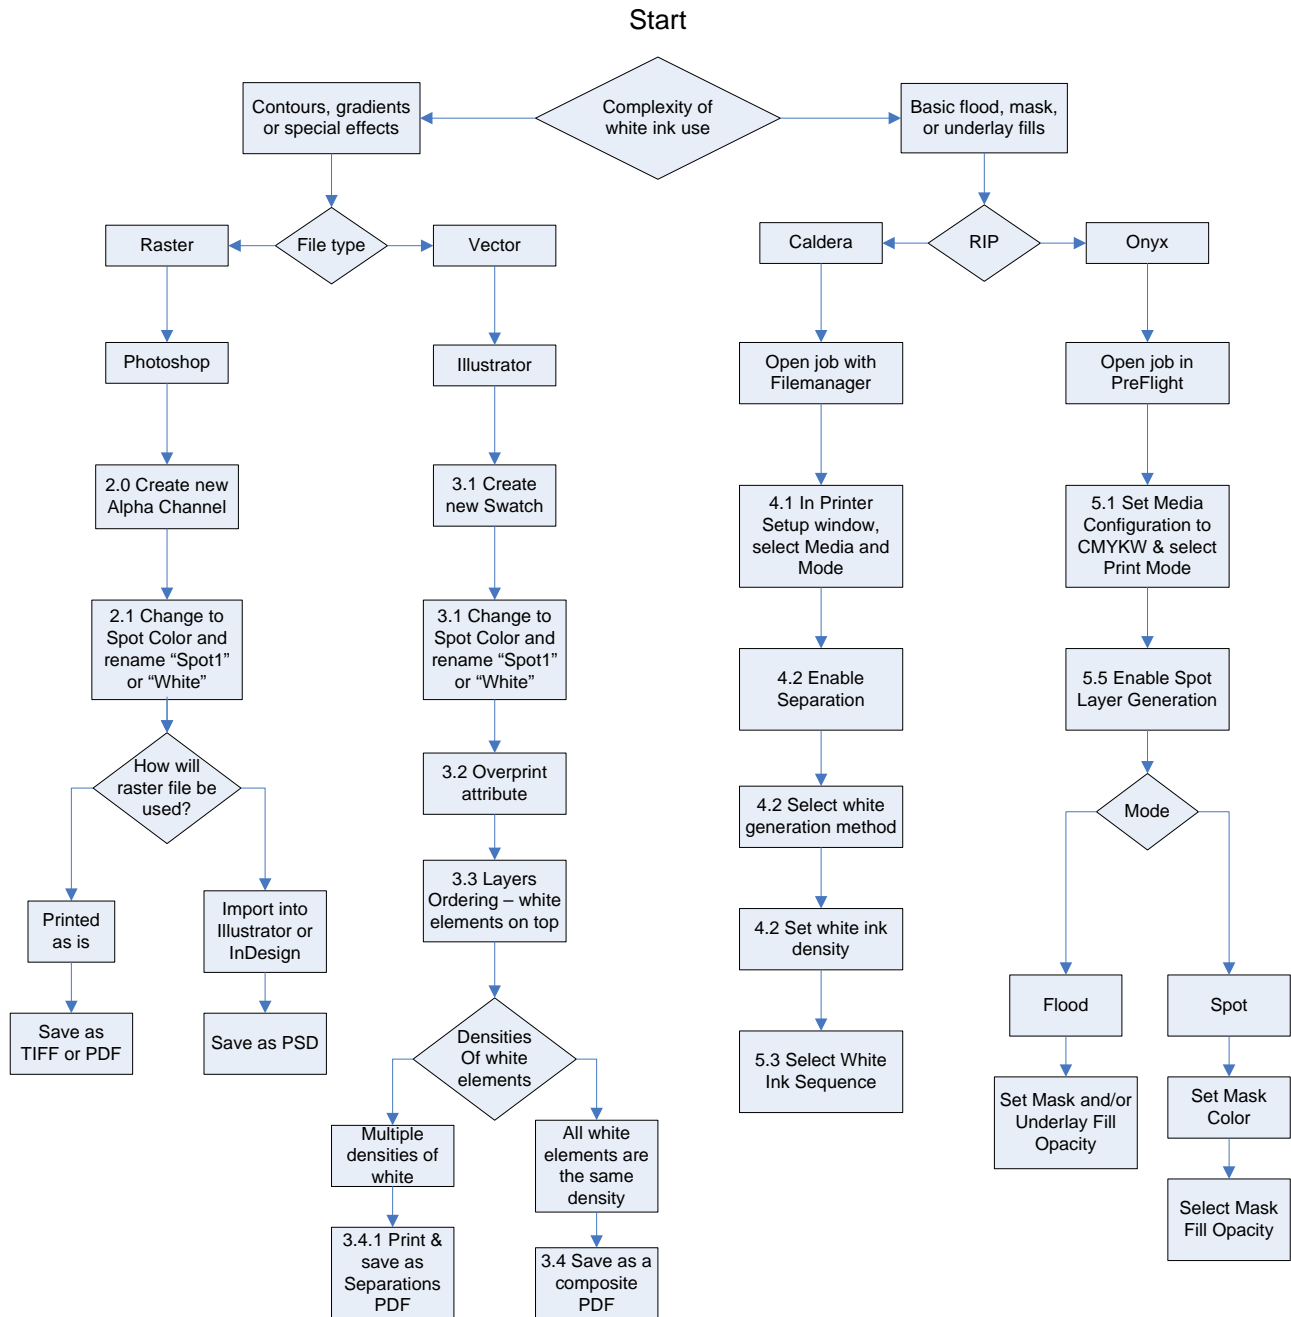 Start
Contours, gradients
or special effects
Complexity of
white ink use
Basic flood, mask,
or underlay fills
Raster
File type
Vector
Caldera
RIP
Onyx
Photoshop
Illustrator
Open job with
Filemanager
Open job in
PreFlight
2.0 Create new
Alpha Channel
3.1 Create
new Swatch
4.1 In Printer
Setup window,
select Media and
Mode
5.1 Set Media
Configuration to
CMYKW & select
Print Mode
2.1 Change to
Spot Color and
rename “Spot1”
or “White”
3.1 Change to
Spot Color and
rename “Spot1”
or “White”
4.2 Enable
Separation
5.5 Enable Spot
Layer Generation
How will
raster file be
used?
3.2 Overprint
attribute
4.2 Select white
generation method
Mode
Printed
as is
Import into
Illustrator or
InDesign
3.3 Layers
Ordering – white
elements on top
4.2 Set white ink
density
Flood
Spot
Save as
TIFF or PDF
Save as PSD
Densities
Of white
elements
5.3 Select White
Ink Sequence
Set Mask and/or
Underlay Fill
Opacity
Set Mask
Color
Multiple
densities of
white
All white
elements are
the same
density
Select Mask
Fill Opacity
3.4.1 Print &
save as
Separations
PDF
3.4 Save as a
composite
PDF